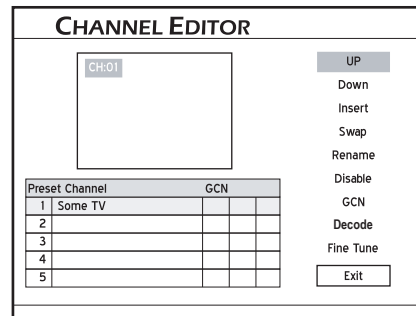 CHANNEL EDITOR
CH:01
UP
Down
Insert
Swap
Rename
Disable
GCN
Decode
Fine Tune
Exit
Preset Channel GCN
1 Some TV
2
3
4
5